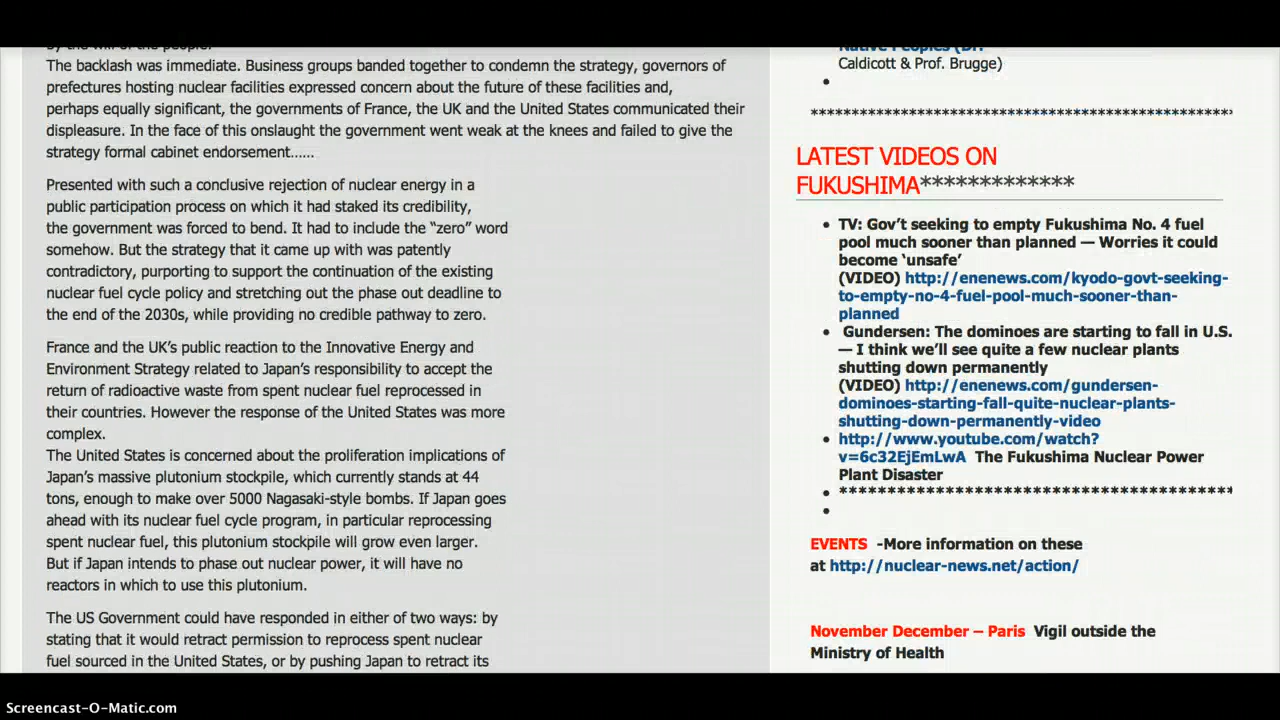 by the will of the people.
The backlash was immediate. Business groups banded together to condemn the strategy, governors of
prefectures hosting nuclear facilities expressed concern about the future of these facilities and,
perhaps equally significant, the governments of France, the UK and the United States communicated their
displeasure. In the face of this onslaught the government went weak at the knees and failed to give the
strategy formal cabinet endorsement......
Presented with such a conclusive rejection of nuclear energy in a
public participation process on which it had staked its credibility,
the government was forced to bend. It had to include the “zero” word
somehow. But the strategy that it came up with was patently
contradictory, purporting to support the continuation of the existing
nuclear fuel cycle policy and stretching out the phase out deadline to
the end of the 2030s, while providing no credible pathway to zero.
France and the UK’s public reaction to the Innovative Energy and
Environment Strategy related to Japan’s responsibility to accept the
return of radioactive waste from spent nuclear fuel reprocessed in
their countries. However the response of the United States was more
complex.
The United States is concerned about the proliferation implications of
Japan’s massive plutonium stockpile, which currently stands at 44
tons, enough to make over 5000 Nagasaki-style bombs. If Japan goes
ahead with its nuclear fuel cycle program, in particular reprocessing
spent nuclear fuel, this plutonium stockpile will grow even larger.
But if Japan intends to phase out nuclear power, it will have no
reactors in which to use this plutonium.
The US Government could have responded in either of two ways: by
stating that it would retract permission to reprocess spent nuclear
fuel sourced in the United States, or by pushing Japan to retract its
Native Peoples (Dr.
Caldicott & Prof. Brugge)
****************************************************
LATEST VIDEOS ON
FUKUSHIMA*************
TV: Gov’t seeking to empty Fukushima No. 4 fuel
pool much sooner than planned — Worries it could
become ‘unsafe’
(VIDEO) http://enenews.com/kyodo-govt-seeking-
to-empty-no-4-fuel-pool-much-sooner-than-
planned
Gundersen: The dominoes are starting to fall in U.S.
— I think we’ll see quite a few nuclear plants
shutting down permanently
(VIDEO) http://enenews.com/gundersen-
dominoes-starting-fall-quite-nuclear-plants-
shutting-down-permanently-video
http://www.youtube.com/watch?
v=6c32EjEmLwA The Fukushima Nuclear Power
Plant Disaster
******************************************
EVENTS -More information on these
at http://nuclear-news.net/action/
November December – Paris Vigil outside the
Ministry of Health
Screencast-O-Matic.com